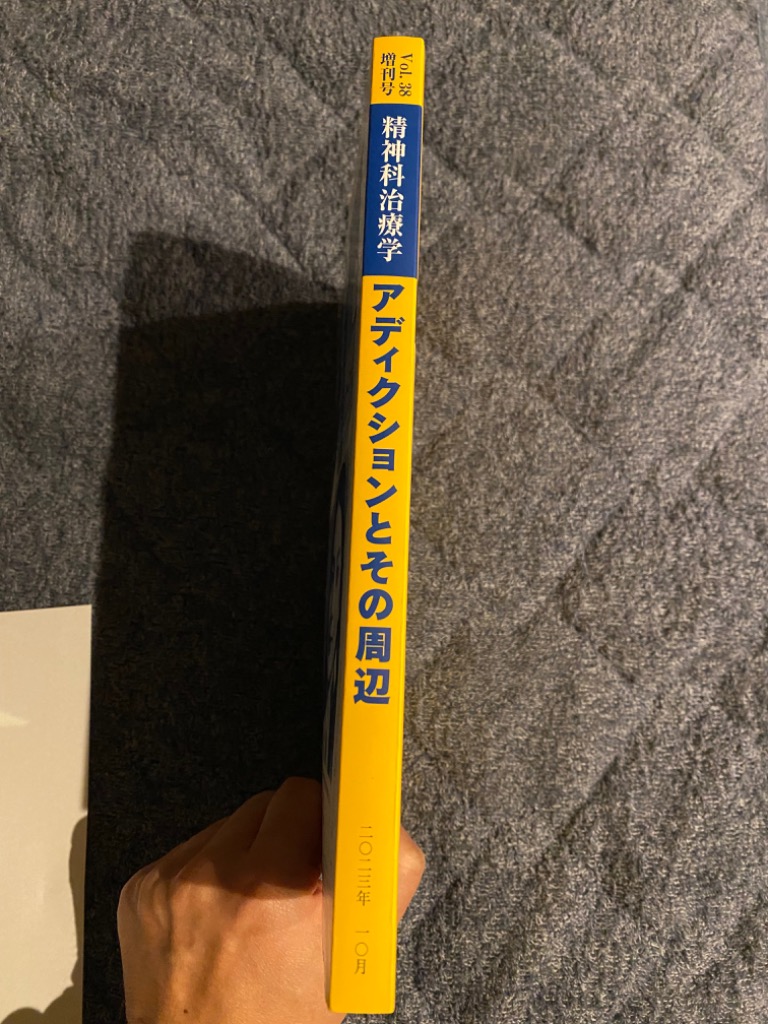 Vol. 38
増刊号
精神科治療学
アディクションとその周辺
二〇二三年 一〇月